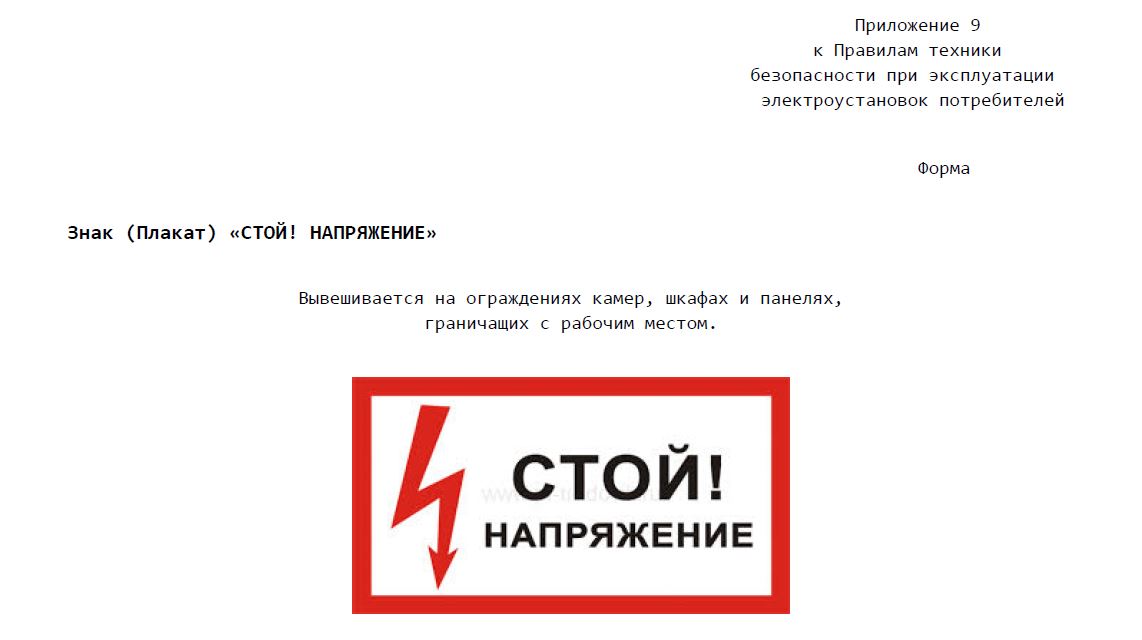 Приложение 9
к Правилам техники
безопасности при эксплуатации
электроустановок потребителей
Форма
Знак (Плакат) «СТОЙ! НАПРЯЖЕНИЕ»
Вывешивается на ограждениях камер, шкафах и панелях,
граничащих с рабочим местом.
СТОЙ!
НАПРЯЖЕНИЕ